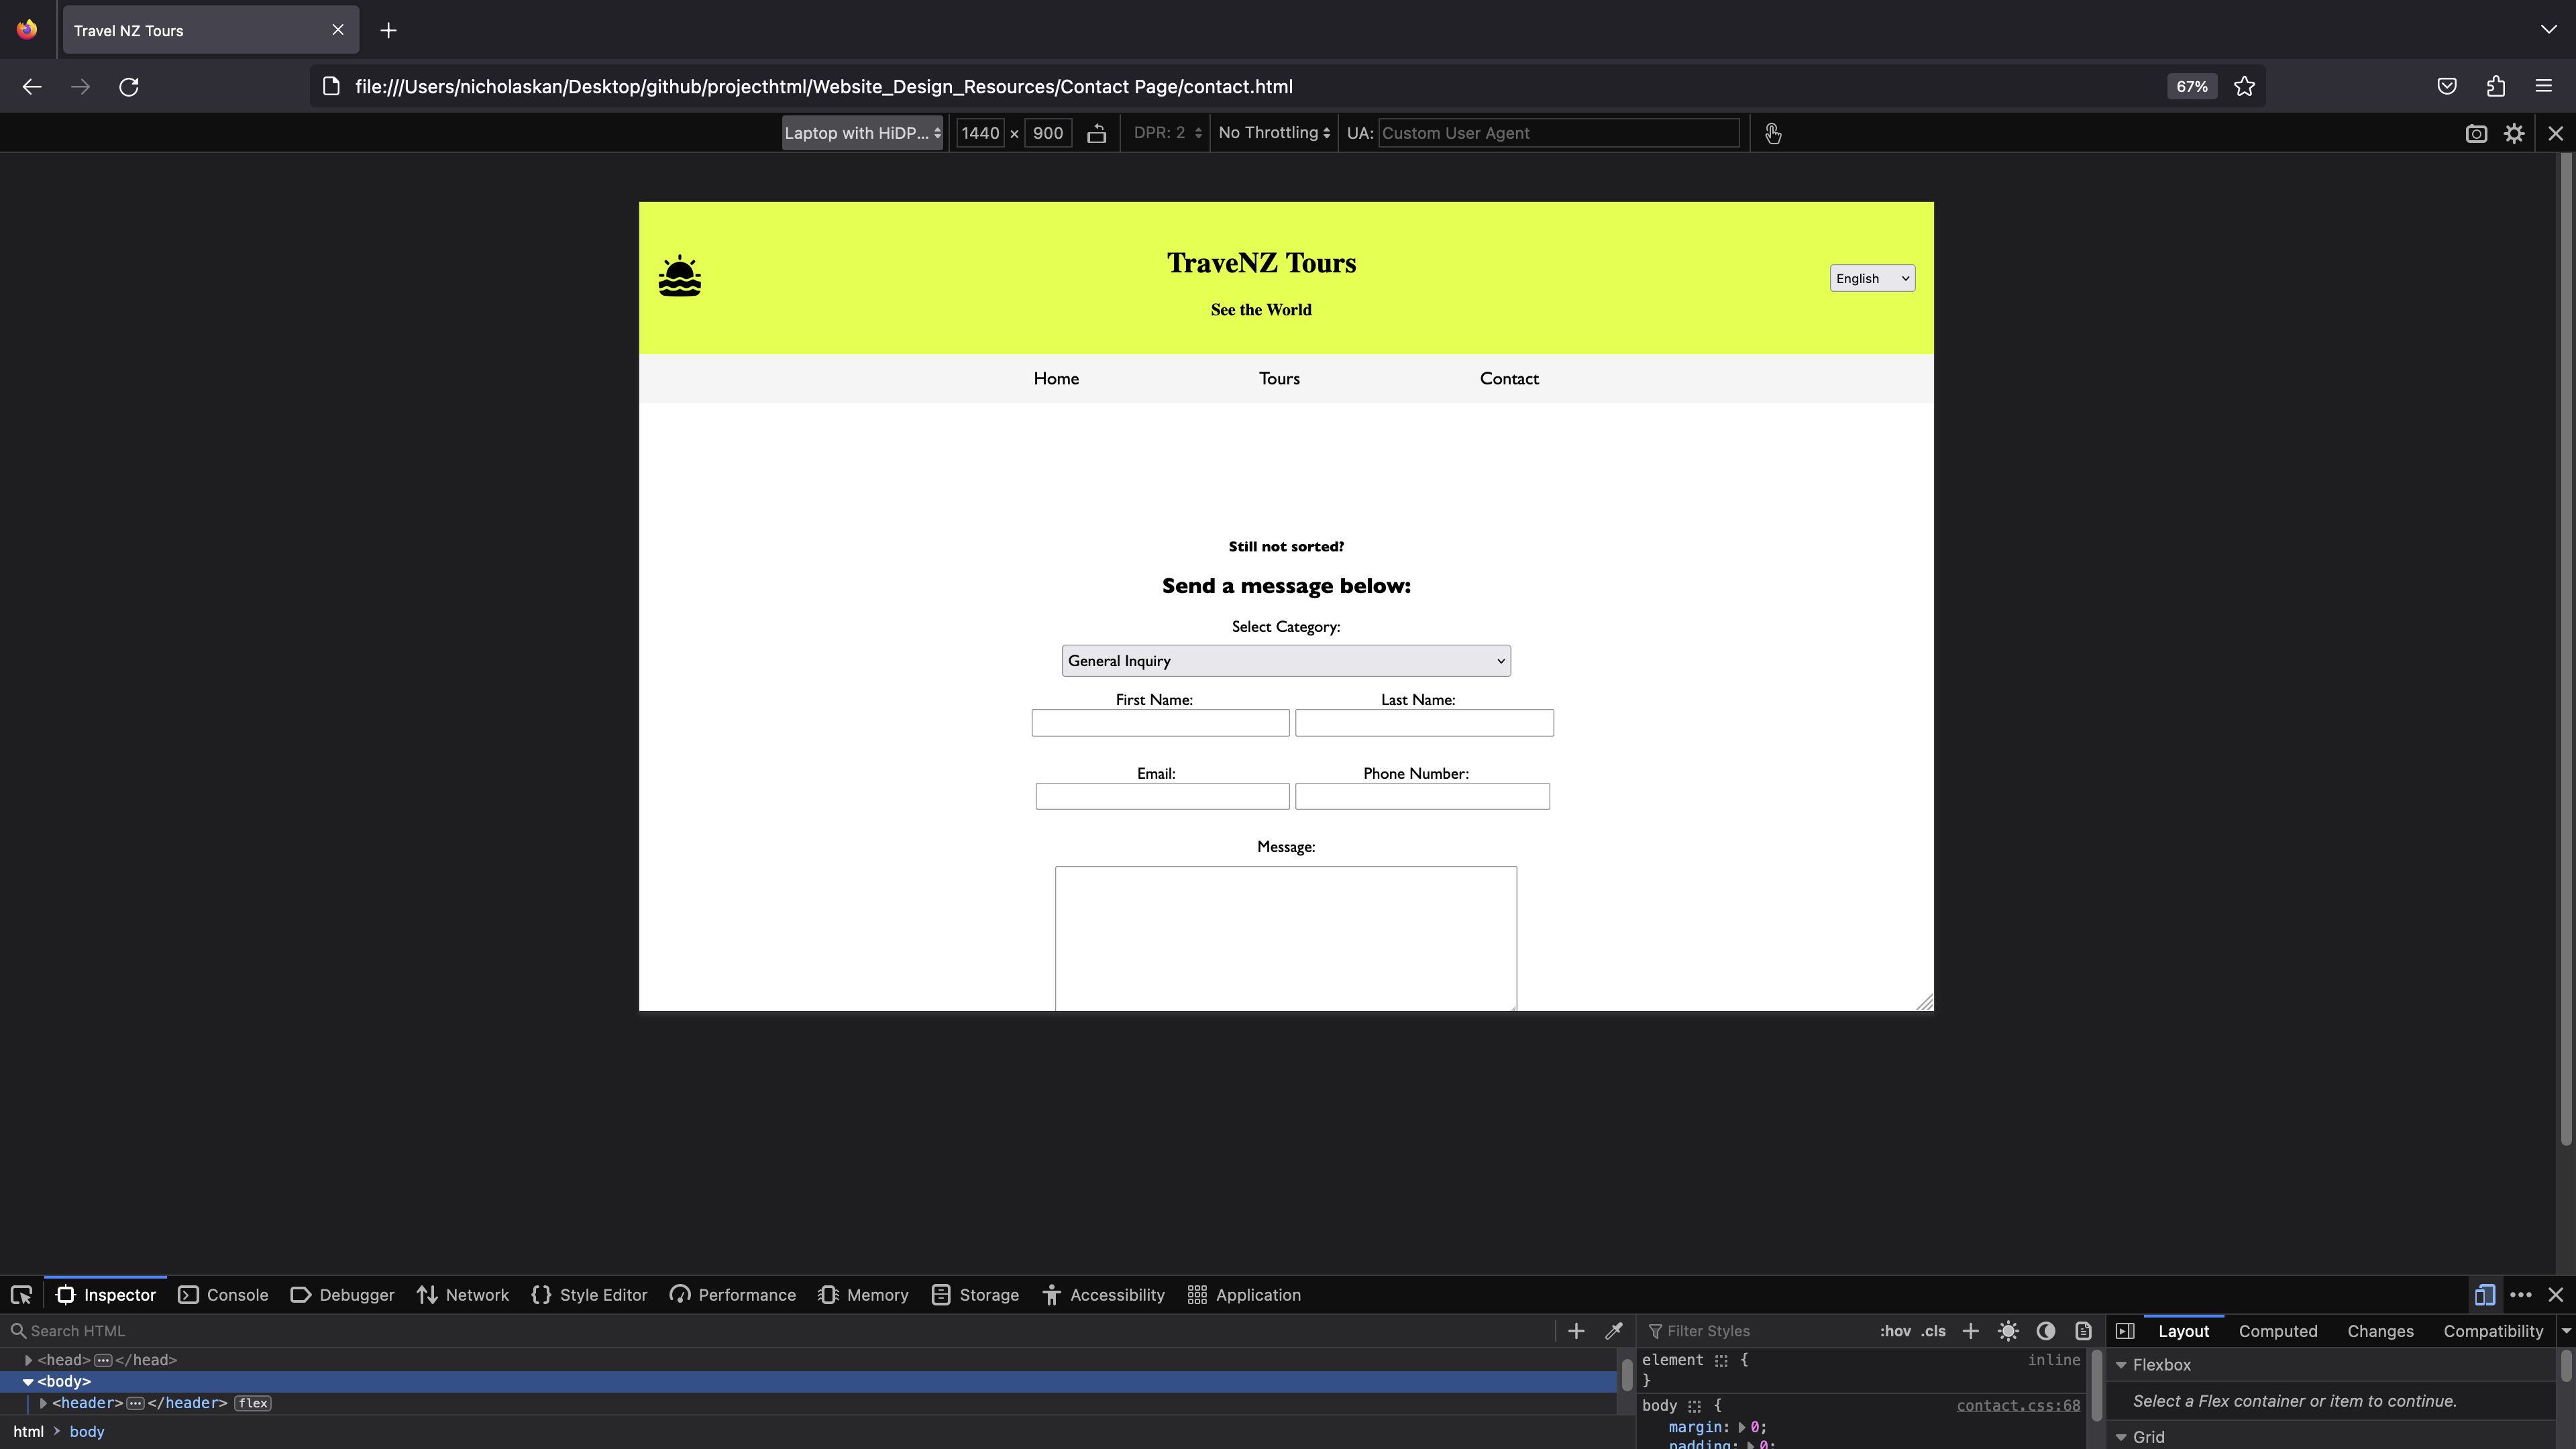 Travel NZ Tours
file:///Users/nicholaskan/Desktop/github/projecthtml/Website_Design_Resources/Contact Page/contact.html
67%
Laptop with HiDP... 1440 × 900 DPR: 2 No Throttling UA: Custom User Agent
TraveNZ Tours
English
See the World
Home Tours Contact
Still not sorted?
Send a message below:
Select Category:
General Inquiry
First Name: Last Name:
Email: Phone Number:
Message:
Inspector Console Debugger Network Style Editor Performance Memory Storage Accessibility Application
Search HTML
Filter Styles :hov .cls
Layout Computed Changes Compatibility
<head>…</head>
<body>
<header>…</header> flex
html > body
element { inline
}
body { contact.css:68
margin: 0;
padding: 0;
Flexbox
Select a Flex container or item to continue.
Grid